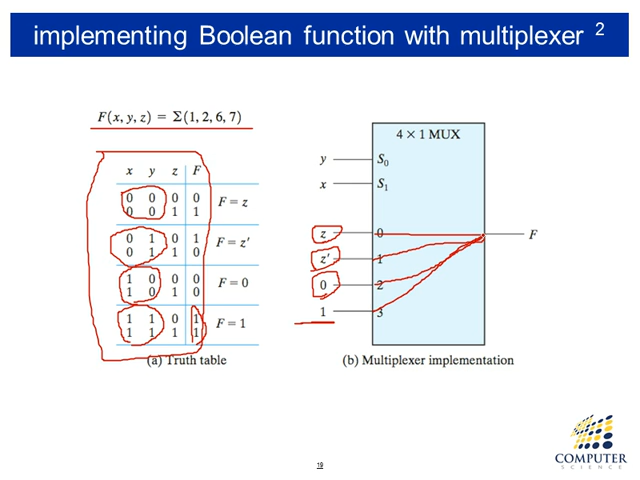 implementing Boolean function with multiplexer 2
F(x, y, z) = Σ(1, 2, 6, 7)
x y z F
0 0 0 0
0 0 1 1
F = z
0 1 0 1
0 1 1 0
F = z′
1 0 0 0
1 0 1 0
F = 0
1 1 0 1
1 1 1 1
F = 1
(a) Truth table
4 × 1 MUX
y S0
x S1
z 0
F
z′ 1
0 2
1 3
(b) Multiplexer implementation
COMPUTER
SCIENCE
19